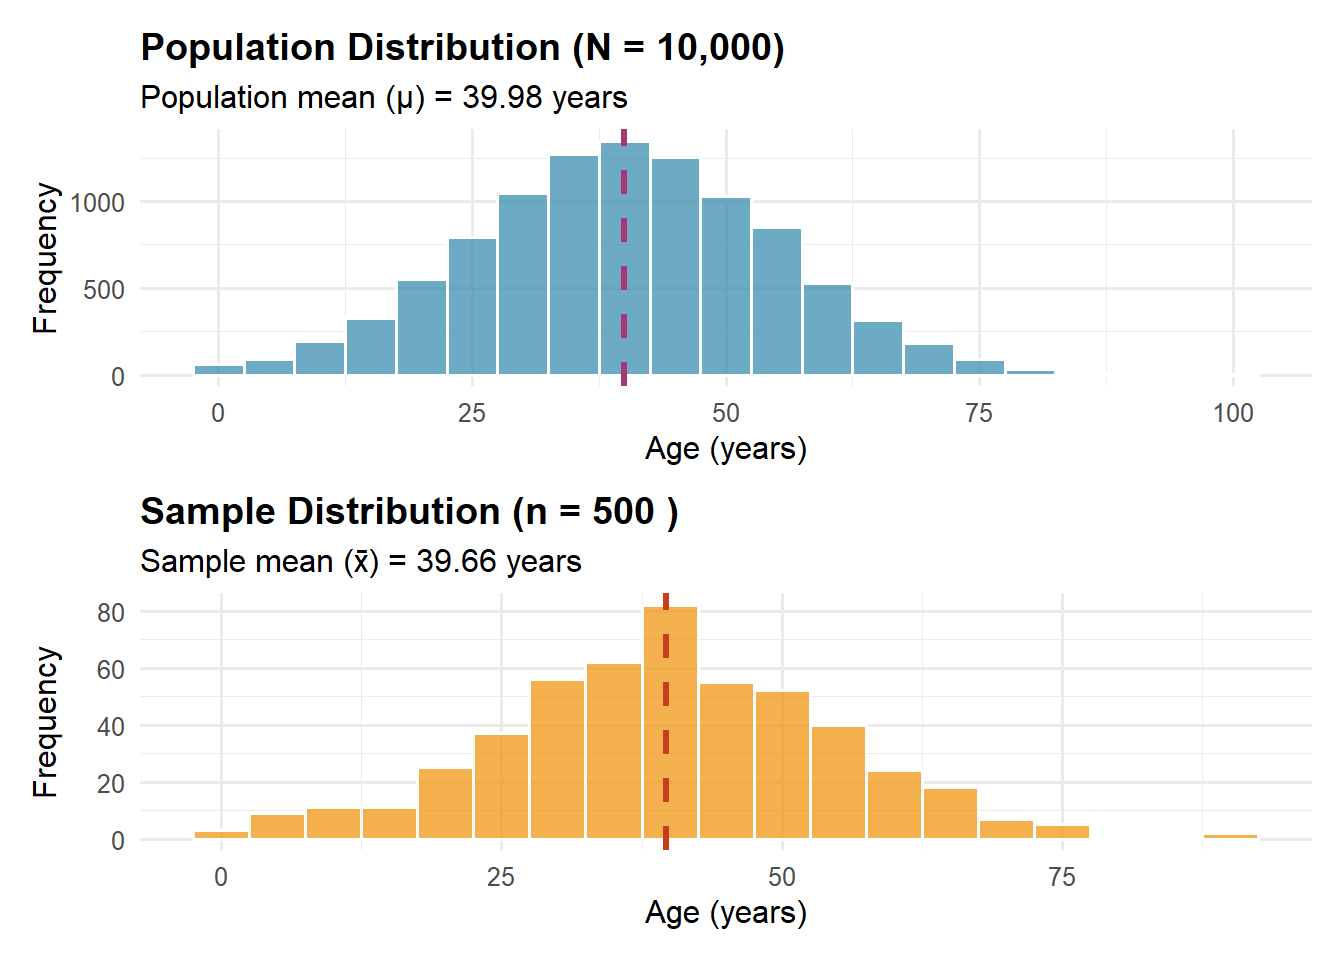 Population Distribution (N = 10,000)
Population mean (μ) = 39.98 years
Frequency
1000
500
0
0 25 50 75 100
Age (years)
Sample Distribution (n = 500 )
Sample mean (x̄) = 39.66 years
Frequency
80
60
40
20
0
0 25 50 75
Age (years)